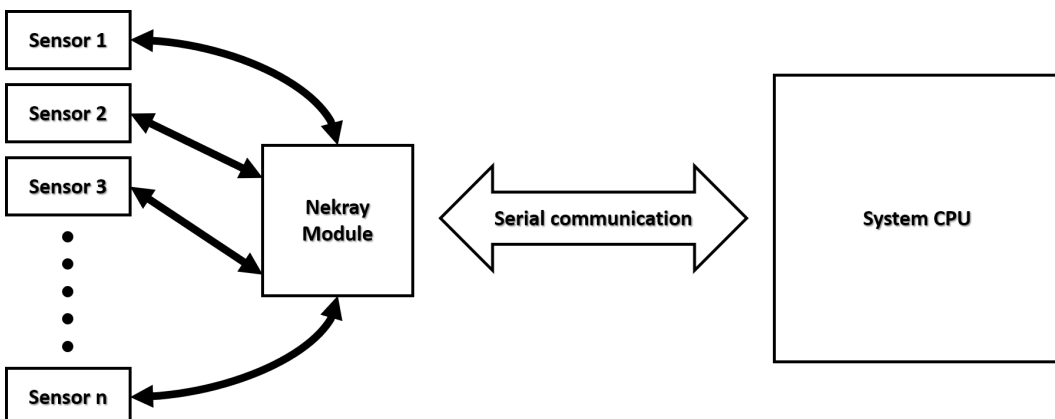 Sensor 1
Sensor 2
Sensor 3
Sensor n
Nekray
Module
Serial communication
System CPU